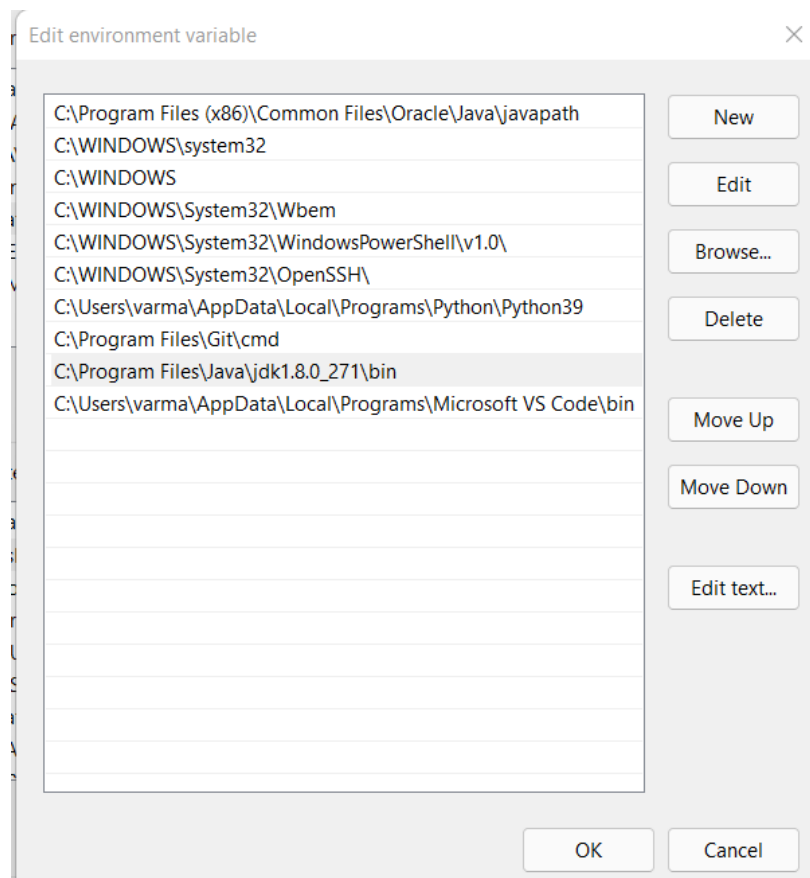 Edit environment variable
C:\Program Files (x86)\Common Files\Oracle\Java\javapath
C:\WINDOWS\system32
C:\WINDOWS
C:\WINDOWS\System32\Wbem
C:\WINDOWS\System32\WindowsPowerShell\v1.0\
C:\WINDOWS\System32\OpenSSH\
C:\Users\varma\AppData\Local\Programs\Python\Python39
C:\Program Files\Git\cmd
C:\Program Files\Java\jdk1.8.0_271\bin
C:\Users\varma\AppData\Local\Programs\Microsoft VS Code\bin
New
Edit
Browse...
Delete
Move Up
Move Down
Edit text...
OK
Cancel